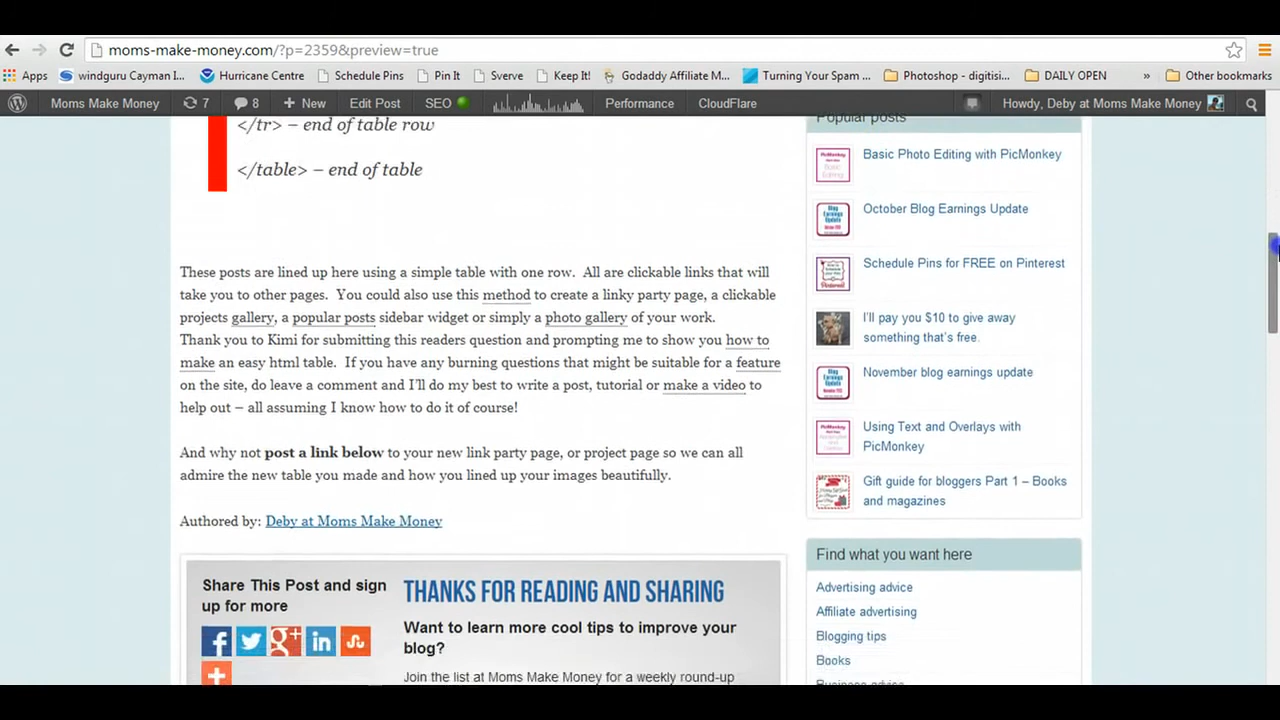 moms-make-money.com/?p=2359&preview=true
Apps windguru Cayman I... Hurricane Centre Schedule Pins Pin It Sverve Keep It! Godaddy Affiliate M... Turning Your Spam ... Photoshop - digitisi... DAILY OPEN » Other bookmarks
Moms Make Money 7 8 + New Edit Post SEO Performance CloudFlare Howdy, Deby at Moms Make Money
</tr> – end of table row
</table> – end of table
These posts are lined up here using a simple table with one row. All are clickable links that will
take you to other pages. You could also use this method to create a linky party page, a clickable
projects gallery, a popular posts sidebar widget or simply a photo gallery of your work.
Thank you to Kimi for submitting this readers question and prompting me to show you how to
make an easy html table. If you have any burning questions that might be suitable for a feature
on the site, do leave a comment and I'll do my best to write a post, tutorial or make a video to
help out – all assuming I know how to do it of course!
And why not post a link below to your new link party page, or project page so we can all
admire the new table you made and how you lined up your images beautifully.
Authored by: Deby at Moms Make Money
Share This Post and sign
up for more
THANKS FOR READING AND SHARING
Want to learn more cool tips to improve your
blog?
Join the list at Moms Make Money for a weekly round-up
Popular posts
Basic Photo Editing with PicMonkey
October Blog Earnings Update
Schedule Pins for FREE on Pinterest
I'll pay you $10 to give away
something that's free.
November blog earnings update
Using Text and Overlays with
PicMonkey
Gift guide for bloggers Part 1 – Books
and magazines
Find what you want here
Advertising advice
Affiliate advertising
Blogging tips
Books
Business advice